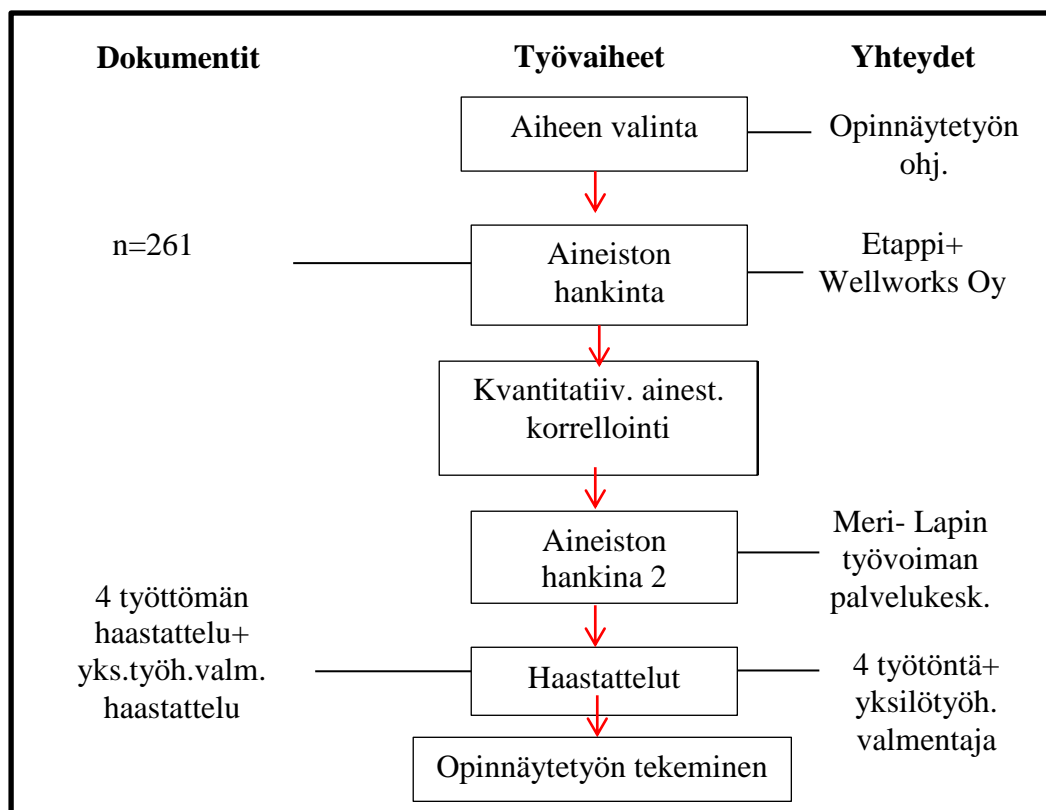 Dokumentit
Työvaiheet
Yhteydet
Aiheen valinta
Opinnäytetyön
ohj.
n=261
Aineiston
hankinta
Etappi+
Wellworks Oy
Kvantitatiiv. ainest.
korrellointi
Aineiston
hankina 2
Meri- Lapin
työvoiman
palvelukesk.
4 työttömän
haastattelu+
yks.työh.valm.
haastattelu
Haastattelut
4 työtöntä+
yksilötyöh.
valmentaja
Opinnäytetyön tekeminen